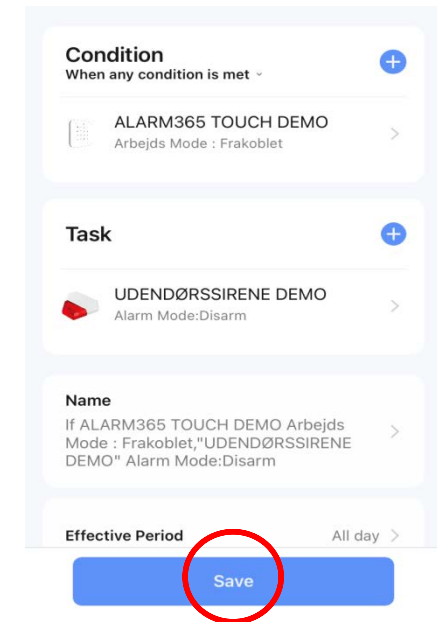 Condition
When any condition is met
ALARM365 TOUCH DEMO
Arbejds Mode : Frakoblet
Task
UDENDØRSSIRENE DEMO
Alarm Mode:Disarm
Name
If ALARM365 TOUCH DEMO Arbejds
Mode : Frakoblet,"UDENDØRSSIRENE
DEMO" Alarm Mode:Disarm
Effective Period All day
Save